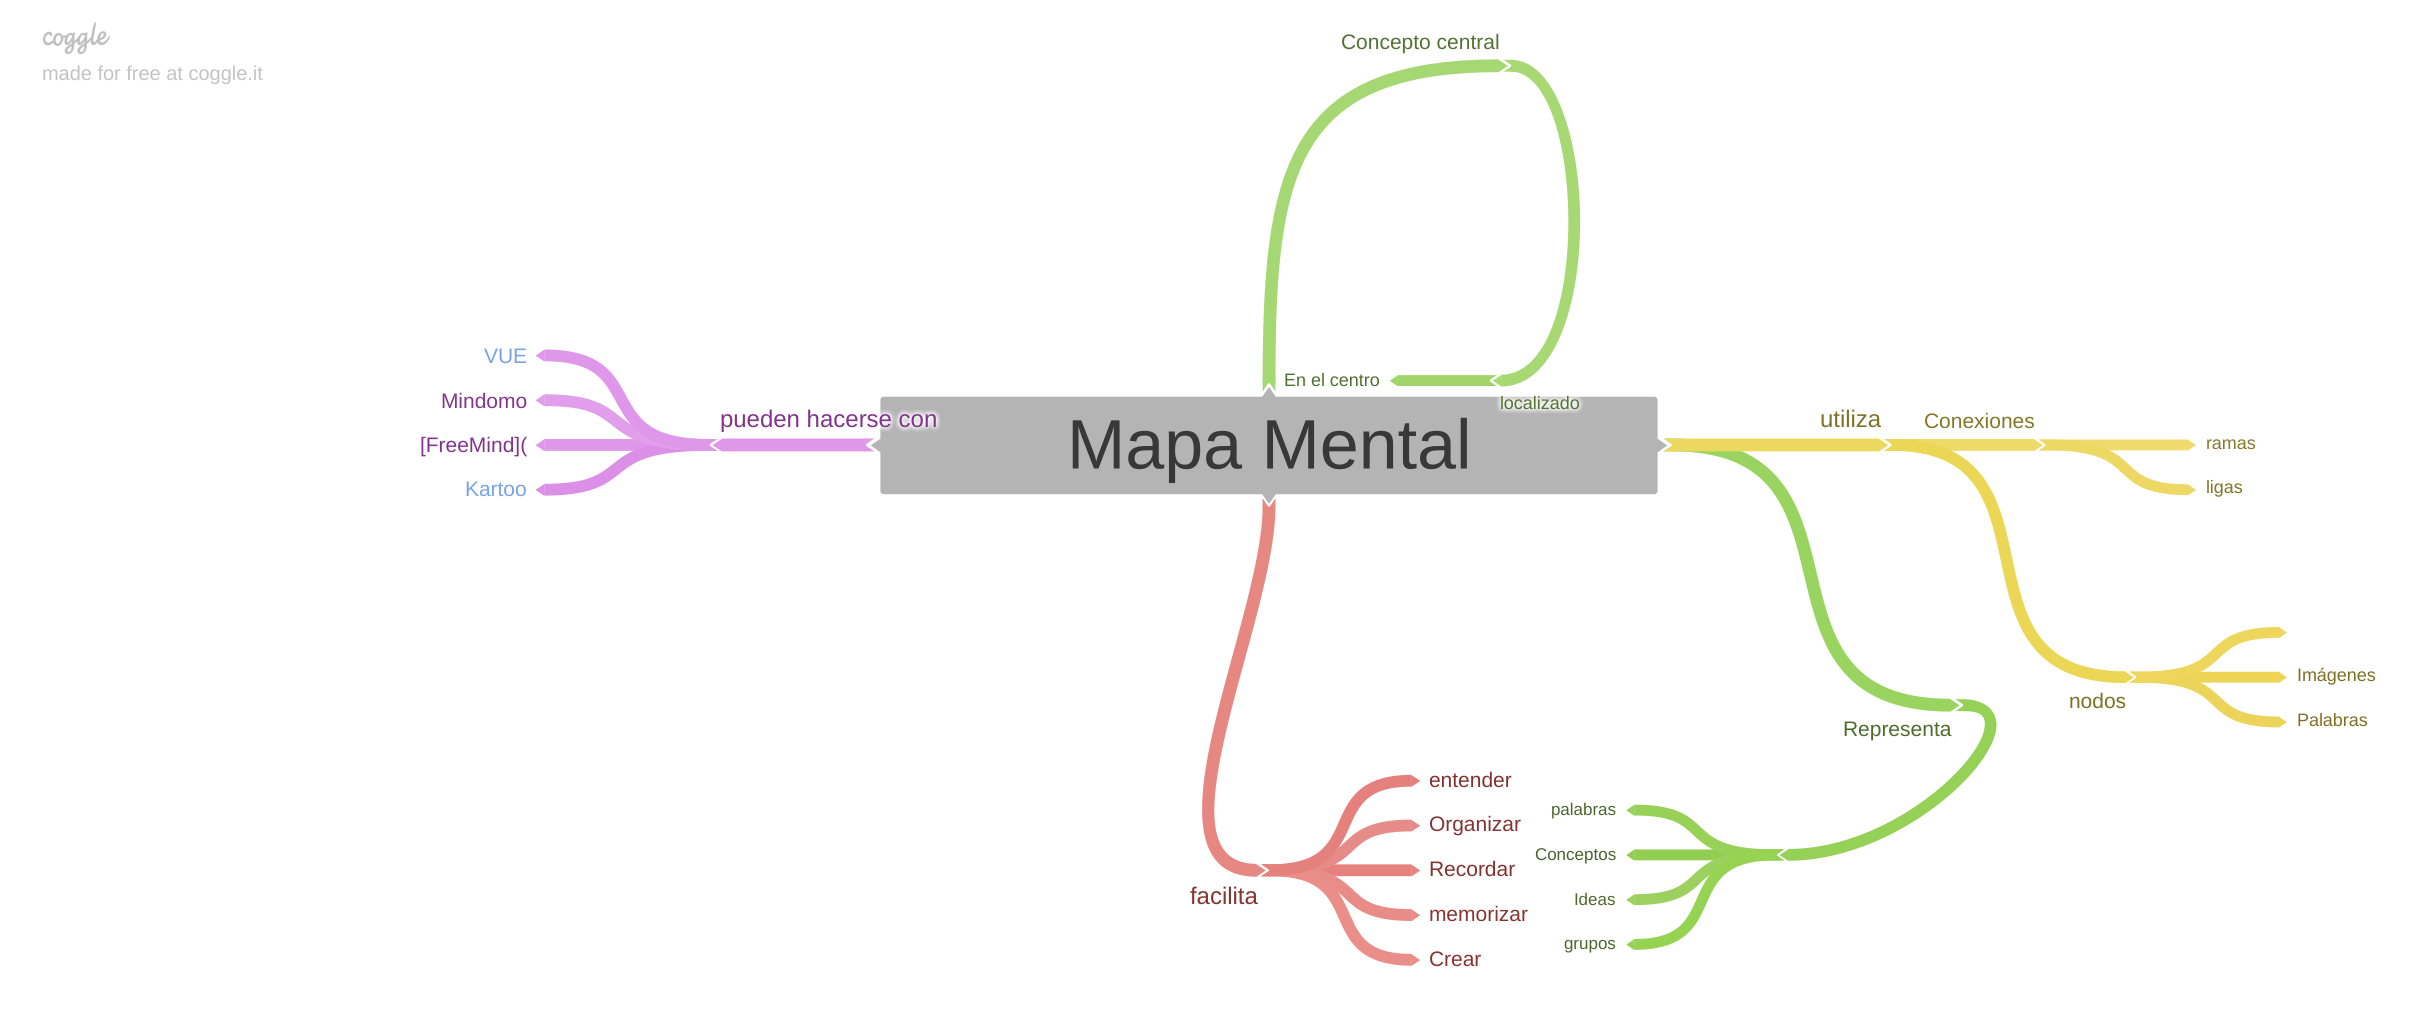 coggle
made for free at coggle.it
Concepto central
En el centro
localizado
Mapa Mental
pueden hacerse con
VUE
Mindomo
[FreeMind](
Kartoo
utiliza
Conexiones
ramas
ligas
nodos
Imágenes
Palabras
Representa
palabras
Conceptos
Ideas
grupos
facilita
entender
Organizar
Recordar
memorizar
Crear